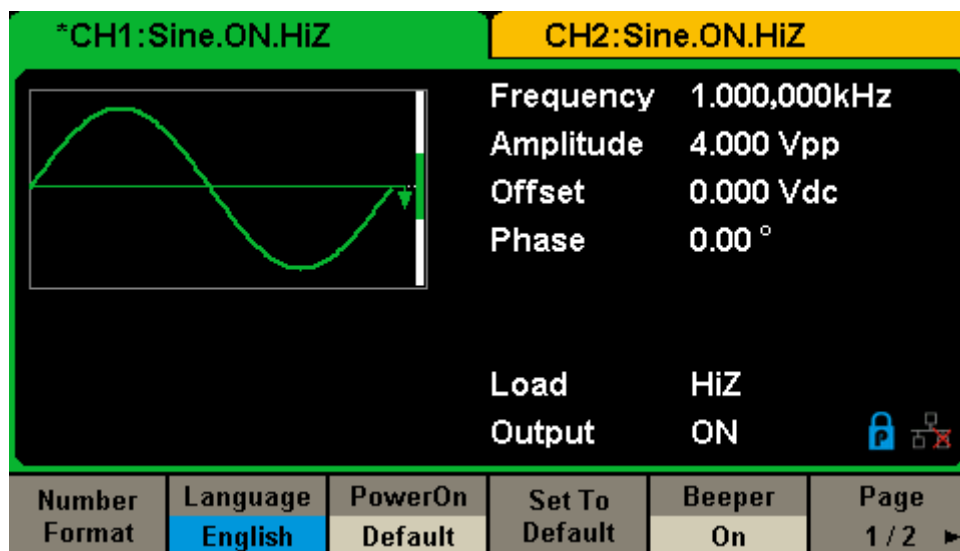 *CH1:Sine.ON.HiZ CH2:Sine.ON.HiZ
Frequency 1.000,000kHz
Amplitude 4.000 Vpp
Offset 0.000 Vdc
Phase 0.00 °
Load HiZ
Output ON
P
Number Format
Language English
PowerOn Default
Set To Default
Beeper On
Page 1/2 ►